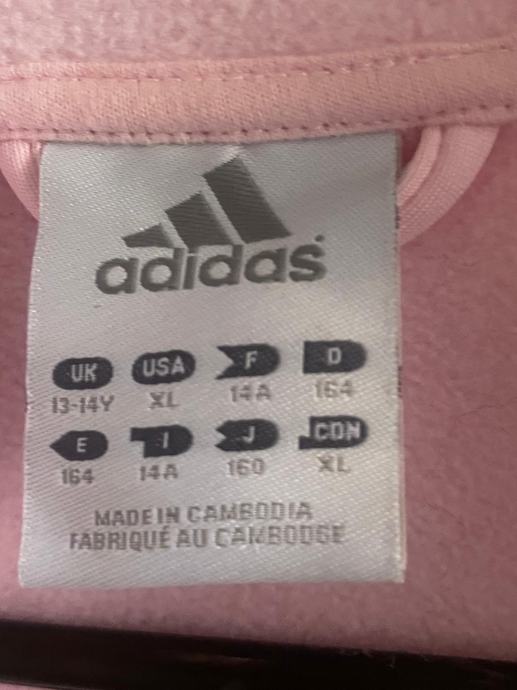 adidas
UK USA F D
13-14Y XL 14A 164
E I J CDN
164 14A 160 XL
MADE IN CAMBODIA
FABRIQUÉ AU CAMBODGE